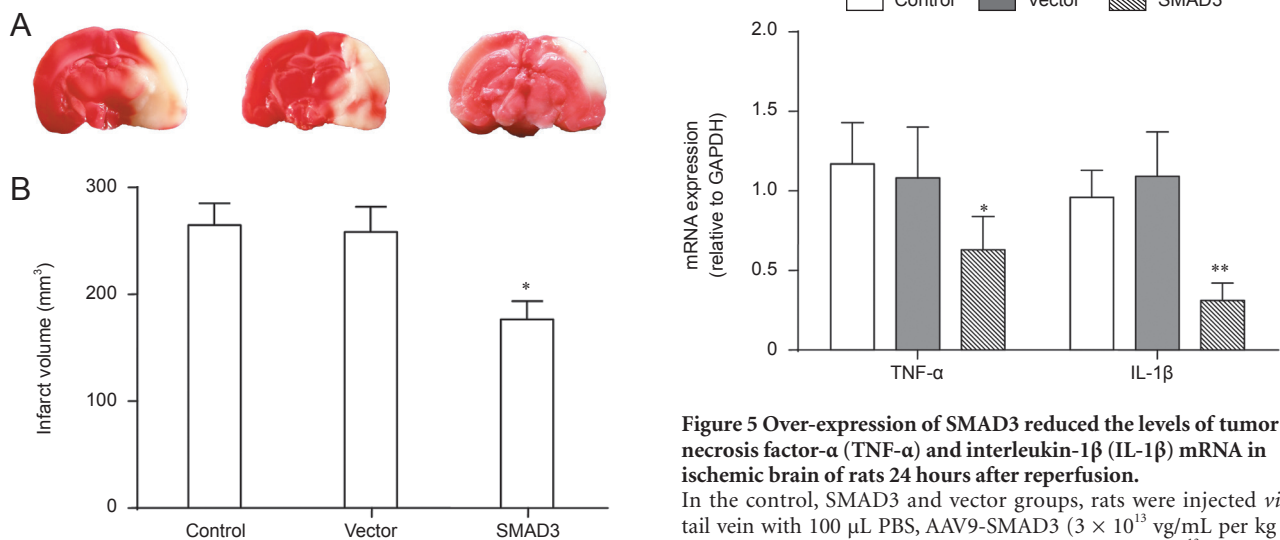 A
B
300
200
100
0
Infarct volume (mm³)
Control
Vector
SMAD3
*
Control
Vector
SMAD3
2.0
1.5
1.0
0.5
0
mRNA expression
(relative to GAPDH)
*
**
TNF-α
IL-1β
Figure 5 Over-expression of SMAD3 reduced the levels of tumor
necrosis factor-α (TNF-α) and interleukin-1β (IL-1β) mRNA in
ischemic brain of rats 24 hours after reperfusion.
In the control, SMAD3 and vector groups, rats were injected vi
tail vein with 100 μL PBS, AAV9-SMAD3 (3 × 10¹³ vg/mL per kg